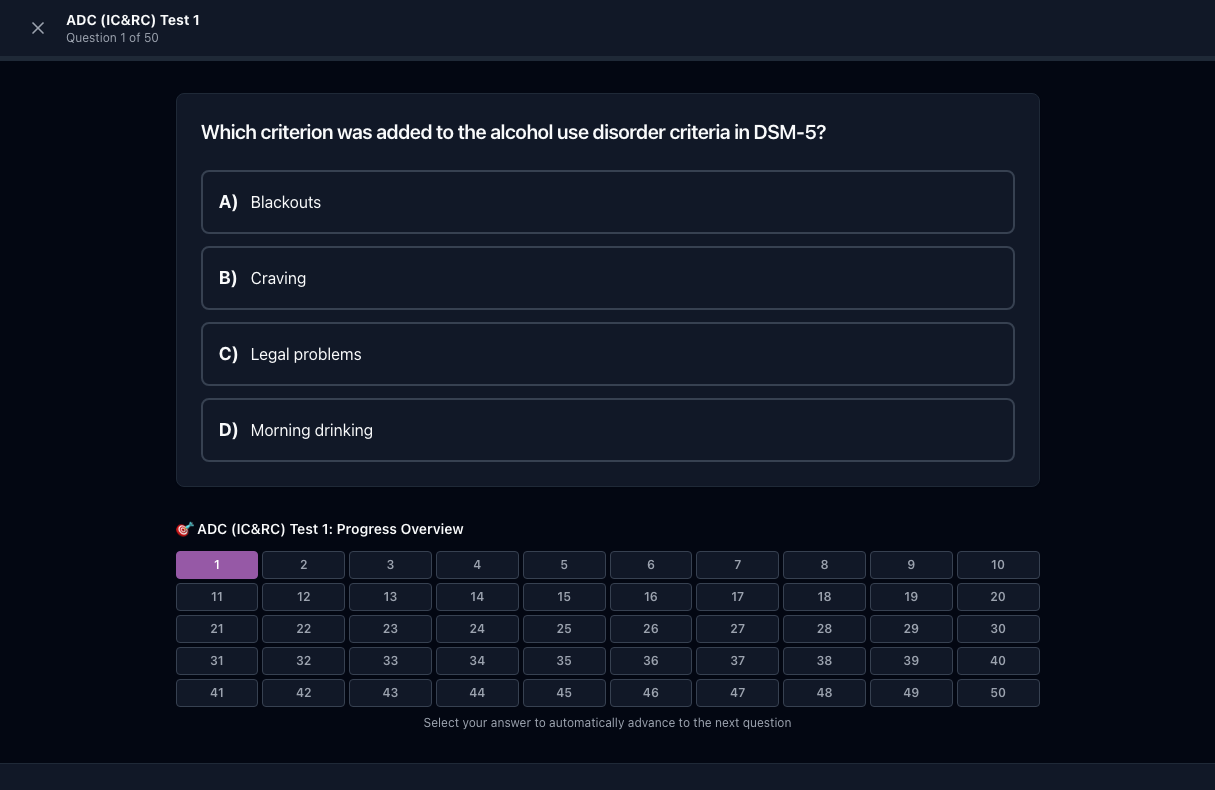 ADC (IC&RC) Test 1
Question 1 of 50
Which criterion was added to the alcohol use disorder criteria in DSM-5?
A) Blackouts
B) Craving
C) Legal problems
D) Morning drinking
🎯 ADC (IC&RC) Test 1: Progress Overview
1 2 3 4 5 6 7 8 9 10
11 12 13 14 15 16 17 18 19 20
21 22 23 24 25 26 27 28 29 30
31 32 33 34 35 36 37 38 39 40
41 42 43 44 45 46 47 48 49 50
Select your answer to automatically advance to the next question